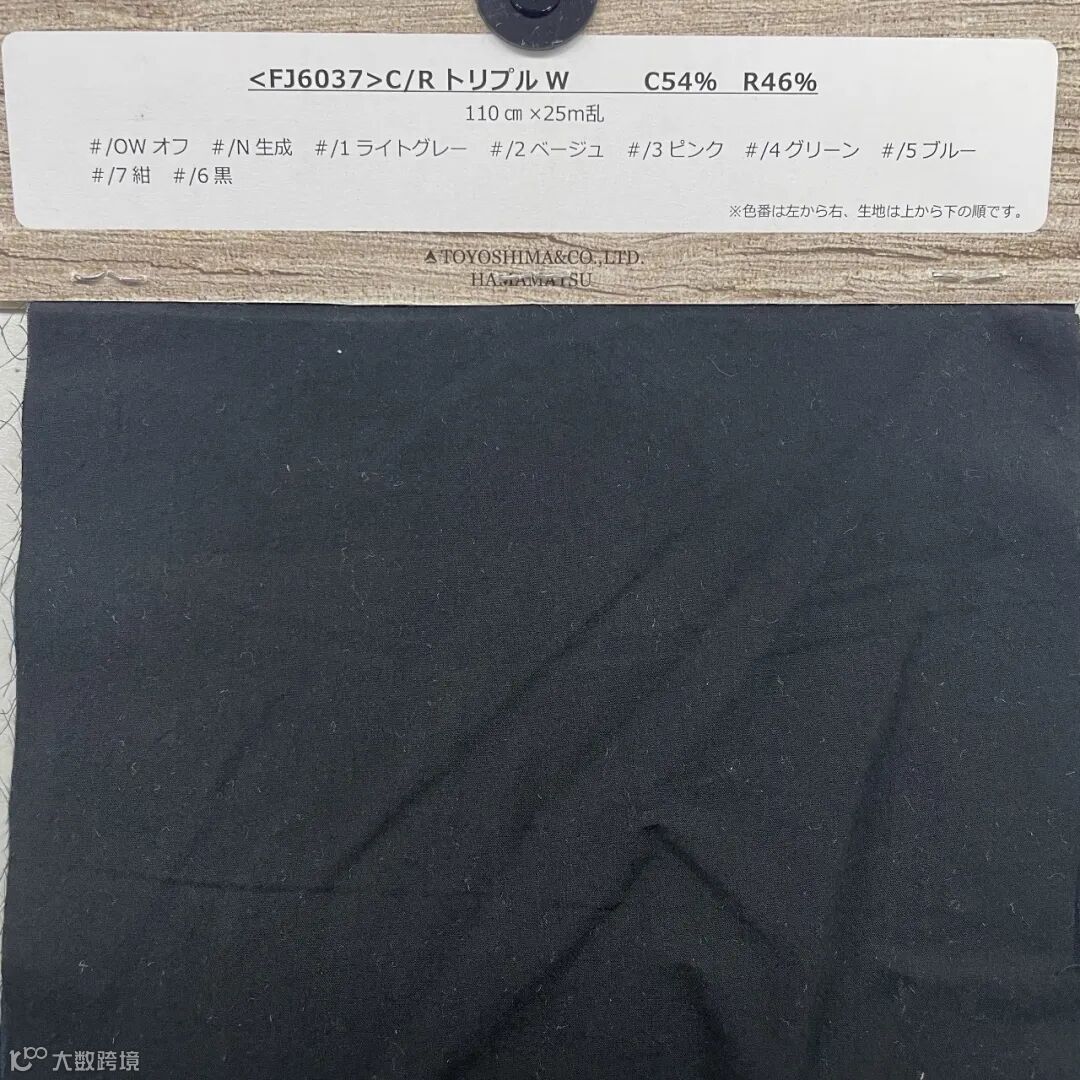 <FJ6037>C/R トリプル W C54% R46%
110 ㎝ ×25m乱
#/OW オフ #/N 生成 #/1 ライトグレー #/2 ベージュ #/3 ピンク #/4 グリーン #/5 ブルー
#/7 紺 #/6 黒
※色番は左から右、生地は上から下の順です。
▲TOYOSHIMA&CO.,LTD.
HAMAMATSU
大数跨境